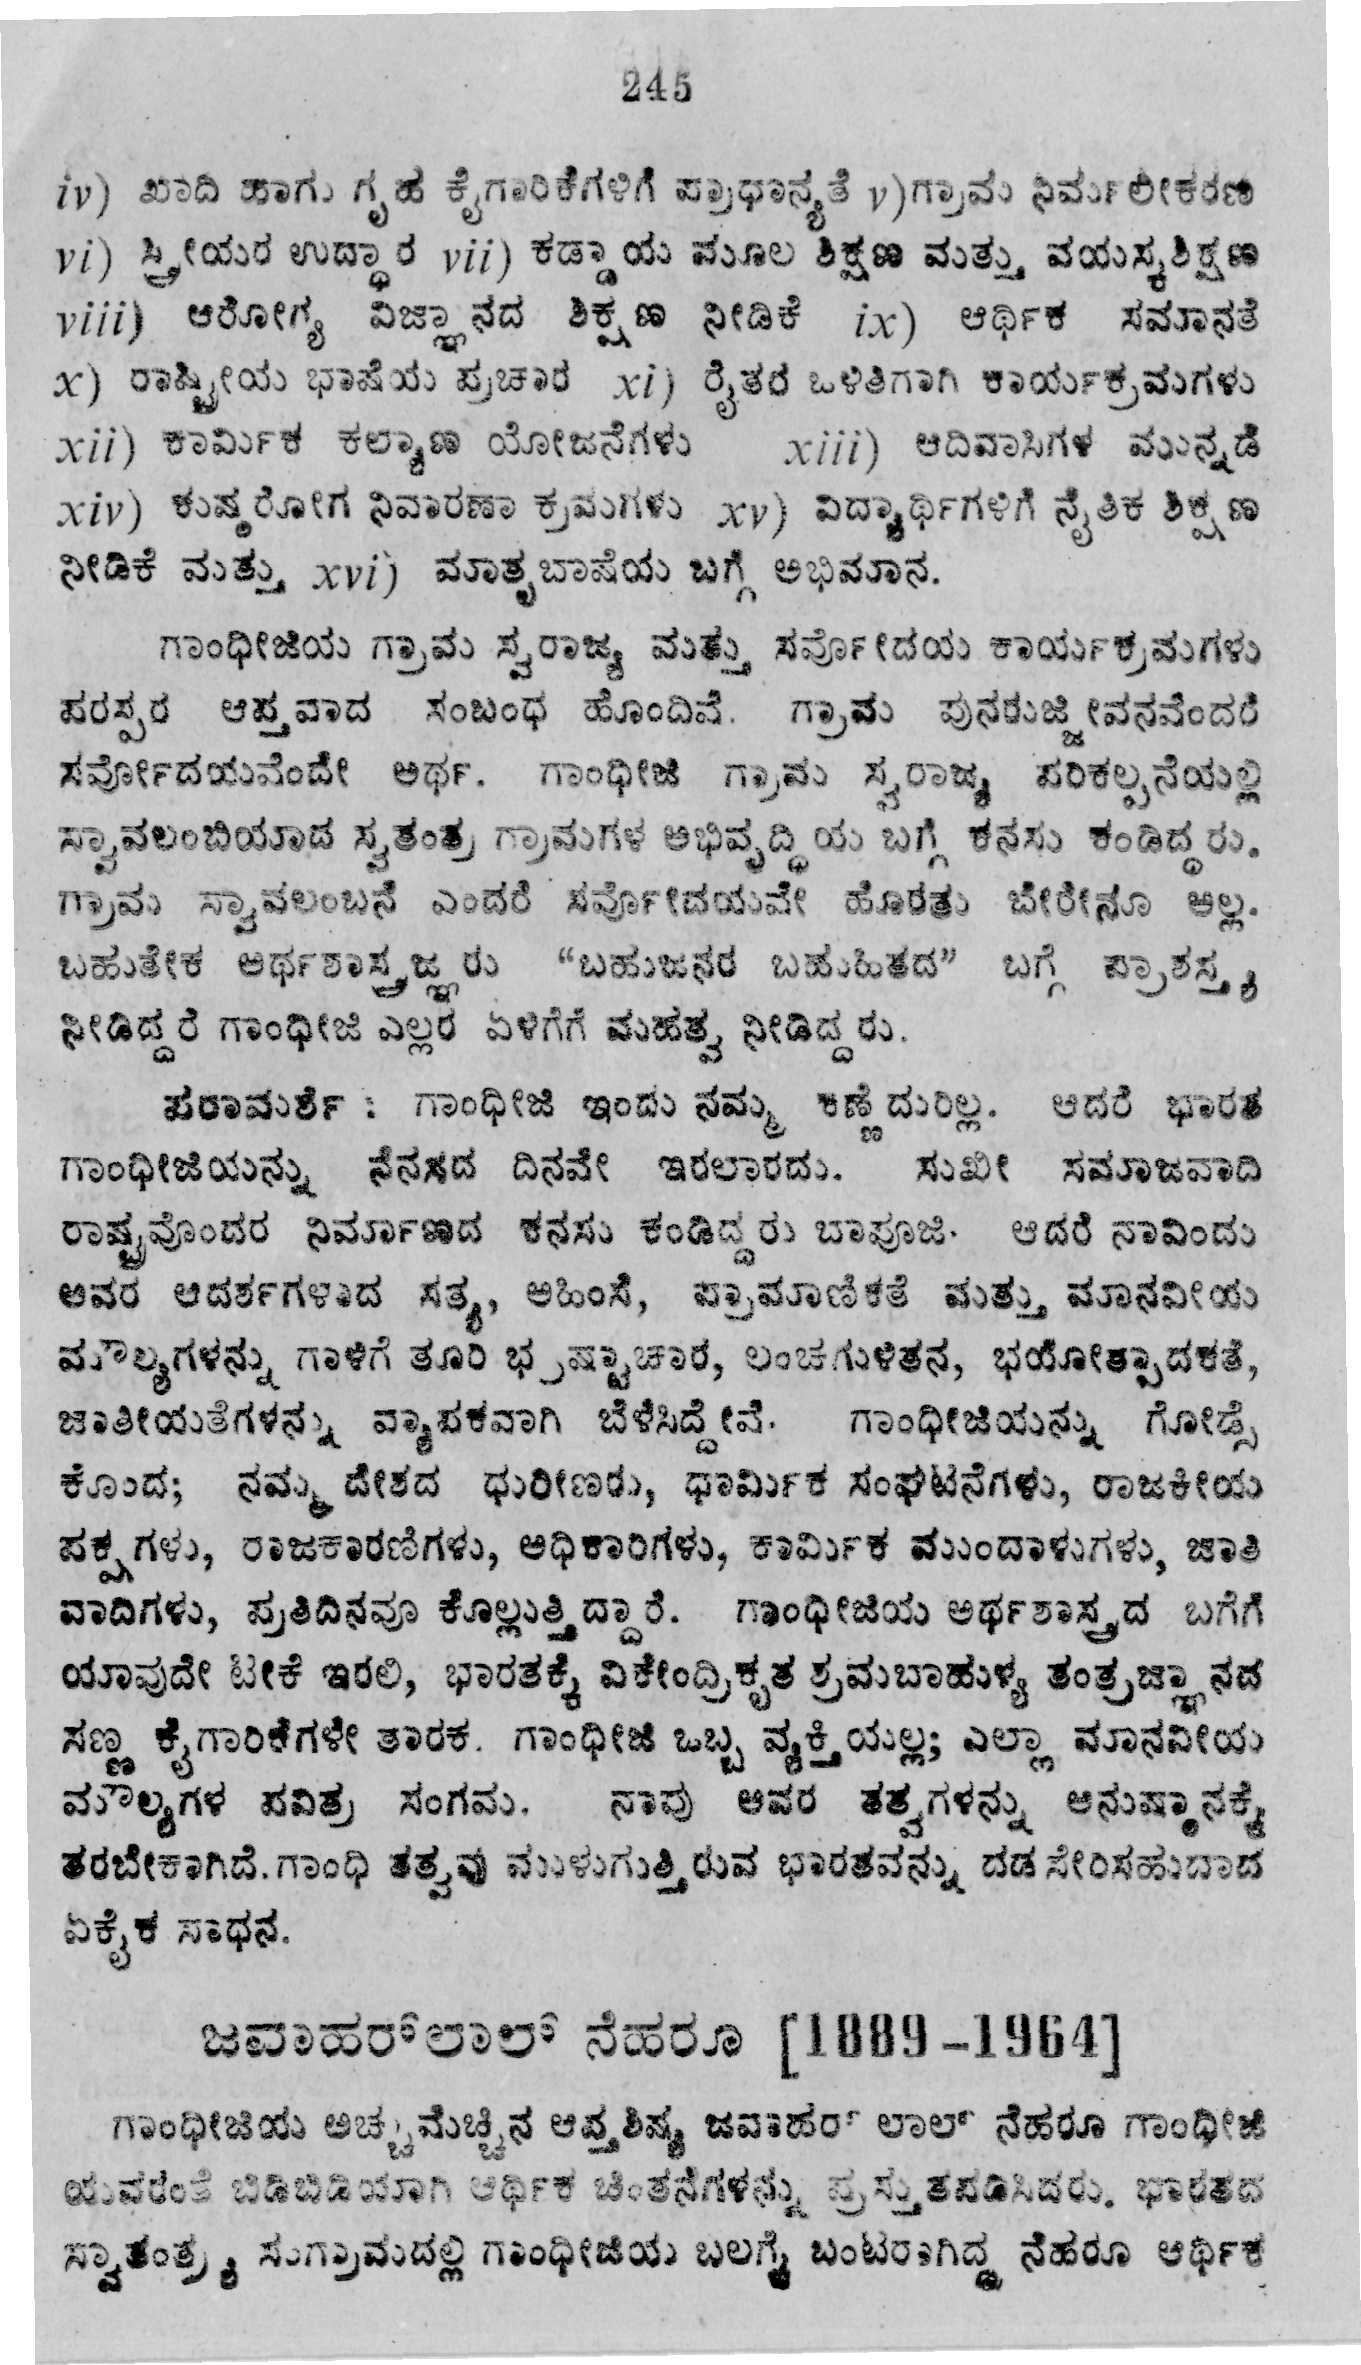 245
iv) ಖಾದಿ ಹಾಗು ಗೃಹ ಕೈಗಾರಿಕೆಗಳಿಗೆ ಪ್ರಾಧಾನ್ಯತೆ v)ಗ್ರಾಮ ನಿರ್ಮಲೀಕರಣ
vi) ಸ್ತ್ರೀಯರ ಉದ್ಧಾರ vii) ಕಡ್ಡಾಯ ಮೂಲ ಶಿಕ್ಷಣ ಮತ್ತು ವಯಸ್ಕಶಿಕ್ಷಣ
viii) ಆರೋಗ್ಯ ವಿಜ್ಞಾನದ ಶಿಕ್ಷಣ ನೀಡಿಕೆ ix) ಆರ್ಥಿಕ ಸಮಾನತೆ
x) ರಾಷ್ಟ್ರೀಯ ಭಾಷೆಯ ಪ್ರಚಾರ xi) ರೈತರ ಒಳಿತಿಗಾಗಿ ಕಾರ್ಯಕ್ರಮಗಳು
xii) ಕಾರ್ಮಿಕ ಕಲ್ಯಾಣ ಯೋಜನೆಗಳು xiii) ಆದಿವಾಸಿಗಳ ಮುನ್ನಡೆ
xiv) ಕುಷ್ಠರೋಗ ನಿವಾರಣಾ ಕ್ರಮಗಳು xv) ವಿದ್ಯಾರ್ಥಿಗಳಿಗೆ ನೈತಿಕ ಶಿಕ್ಷಣ
ನೀಡಿಕೆ ಮತ್ತು xvi) ಮಾತೃಬಾಷೆಯ ಬಗ್ಗೆ ಅಭಿಮಾನ.
ಗಾಂಧೀಜಿಯ ಗ್ರಾಮ ಸ್ವರಾಜ್ಯ ಮತ್ತು ಸರ್ವೋದಯ ಕಾರ್ಯಕ್ರಮಗಳು
ಪರಸ್ಪರ ಆಪ್ತವಾದ ಸಂಬಂಧ ಹೊಂದಿವೆ. ಗ್ರಾಮ ಪುನರುಜ್ಜೀವನವೆಂದರೆ
ಸರ್ವೋದಯವೆಂದೇ ಅರ್ಥ. ಗಾಂಧೀಜಿ ಗ್ರಾಮ ಸ್ವರಾಜ್ಯ ಪರಿಕಲ್ಪನೆಯಲ್ಲಿ
ಸ್ವಾವಲಂಬಿಯಾದ ಸ್ವತಂತ್ರ ಗ್ರಾಮಗಳ ಅಭಿವೃದ್ಧಿಯ ಬಗ್ಗೆ ಕನಸು ಕಂಡಿದ್ಧರು.
ಗ್ರಾಮ ಸ್ವಾವಲಂಬನೆ ಎಂದರೆ ಸರ್ವೋದಯವೇ ಹೊರತು ಬೇರೇನೂ ಅಲ್ಲ.
ಬಹುತೇಕ ಅರ್ಥಶಾಸ್ತ್ರಜ್ಞರು “ಬಹುಜನರ ಬಹುಹಿತದ” ಬಗ್ಗೆ ಪ್ರಾಶಸ್ತ್ಯ
ನೀಡಿದ್ದರೆ ಗಾಂಧೀಜಿ ಎಲ್ಲರ ಏಳಿಗೆಗೆ ಮಹತ್ವ ನೀಡಿದ್ದರು.
ಪರಾಮರ್ಶೆ : ಗಾಂಧೀಜಿ ಇಂದು ನಮ್ಮ ಕಣ್ಣೆದುರಿಲ್ಲ. ಆದರೆ ಭಾರತ
ಗಾಂಧೀಜಿಯನ್ನು ನೆನಸದ ದಿನವೇ ಇರಲಾರದು. ಸುಖೀ ಸಮಾಜವಾದಿ
ರಾಷ್ಟ್ರವೊಂದರ ನಿರ್ಮಾಣದ ಕನಸು ಕಂಡಿದ್ದರು ಬಾಪೂಜಿ. ಆದರೆ ನಾವಿಂದು
ಅವರ ಆದರ್ಶಗಳಾದ ಸತ್ಯ, ಅಹಿಂಸೆ, ಪ್ರಾಮಾಣಿಕತೆ ಮತ್ತು ಮಾನವೀಯ
ಮೌಲ್ಯಗಳನ್ನು ಗಾಳಿಗೆ ತೂರಿ ಭ್ರಷ್ಟಾಚಾರ, ಲಂಚಗುಳಿತನ, ಭಯೋತ್ಪಾದಕತೆ,
ಜಾತೀಯತೆಗಳನ್ನು ವ್ಯಾಪಕವಾಗಿ ಬೆಳೆಸಿದ್ದೇವೆ. ಗಾಂಧೀಜಿಯನ್ನು ಗೋಡ್ಸೆ
ಕೊಂದ; ನಮ್ಮ ದೇಶದ ಧುರೀಣರು, ಧಾರ್ಮಿಕ ಸಂಘಟನೆಗಳು, ರಾಜಕೀಯ
ಪಕ್ಷಗಳು, ರಾಜಕಾರಣಿಗಳು, ಅಧಿಕಾರಿಗಳು, ಕಾರ್ಮಿಕ ಮುಂದಾಳುಗಳು, ಜಾತಿ
ವಾದಿಗಳು, ಪ್ರತಿದಿನವೂ ಕೊಲ್ಲುತ್ತಿದ್ದಾರೆ. ಗಾಂಧೀಜಿಯ ಅರ್ಥಶಾಸ್ತ್ರದ ಬಗೆಗೆ
ಯಾವುದೇ ಟೀಕೆ ಇರಲಿ, ಭಾರತಕ್ಕೆ ವಿಕೇಂದ್ರಿಕೃತ ಶ್ರಮಬಾಹುಳ್ಯ ತಂತ್ರಜ್ಞಾನದ
ಸಣ್ಣ ಕೈಗಾರಿಕೆಗಳೇ ತಾರಕ. ಗಾಂಧೀಜಿ ಒಬ್ಬ ವ್ಯಕ್ತಿಯಲ್ಲ; ಎಲ್ಲಾ ಮಾನವೀಯ
ಮೌಲ್ಯಗಳ ಪವಿತ್ರ ಸಂಗಮ. ನಾವು ಅವರ ತತ್ವಗಳನ್ನು ಅನುಷ್ಠಾನಕ್ಕೆ
ತರಬೇಕಾಗಿದೆ. ಗಾಂಧಿ ತತ್ವವು ಮುಳುಗುತ್ತಿರುವ ಭಾರತವನ್ನು ದಡ ಸೇರಿಸಹುದಾದ
ಏಕೈಕ ಸಾಧನ.
ಜವಾಹರ್‌ಲಾಲ್ ನೆಹರೂ [1889-1964]
ಗಾಂಧೀಜಿಯ ಅಚ್ಚುಮೆಚ್ಚಿನ ಆಪ್ತಶಿಷ್ಯ ಜವಾಹರ್ ಲಾಲ್ ನೆಹರೂ ಗಾಂಧೀಜಿ
ಯವರಂತೆ ಬಿಡಿಬಿಡಿಯಾಗಿ ಆರ್ಥಿಕ ಚಿಂತನೆಗಳನ್ನು ಪ್ರಸ್ತುತಪಡಿಸಿದರು. ಭಾರತದ
ಸ್ವಾತಂತ್ರ್ಯ ಸುಗ್ರಾಮದಲ್ಲಿ ಗಾಂಧೀಜಿಯ ಬಲಗೈ ಬಂಟರಾಗಿದ್ದ ನೆಹರೂ ಆರ್ಥಿಕ